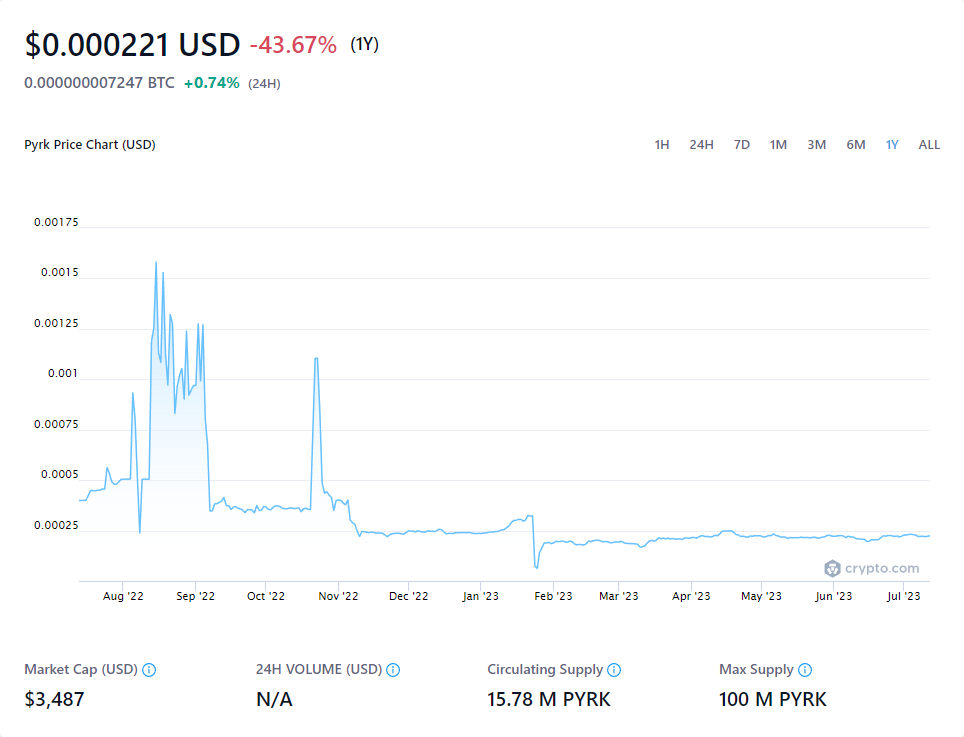 $0.000221 USD -43.67% (1Y)
0.000000007247 BTC +0.74% (24H)
Pyrk Price Chart (USD) 1H 24H 7D 1M 3M 6M 1Y ALL
0.00175
0.0015
0.00125
0.001
0.00075
0.0005
0.00025
crypto.com
Aug '22 Sep '22 Oct '22 Nov '22 Dec '22 Jan '23 Feb '23 Mar '23 Apr '23 May '23 Jun '23 Jul '23
Market Cap (USD) 24H VOLUME (USD) Circulating Supply Max Supply
$3,487 N/A 15.78 M PYRK 100 M PYRK